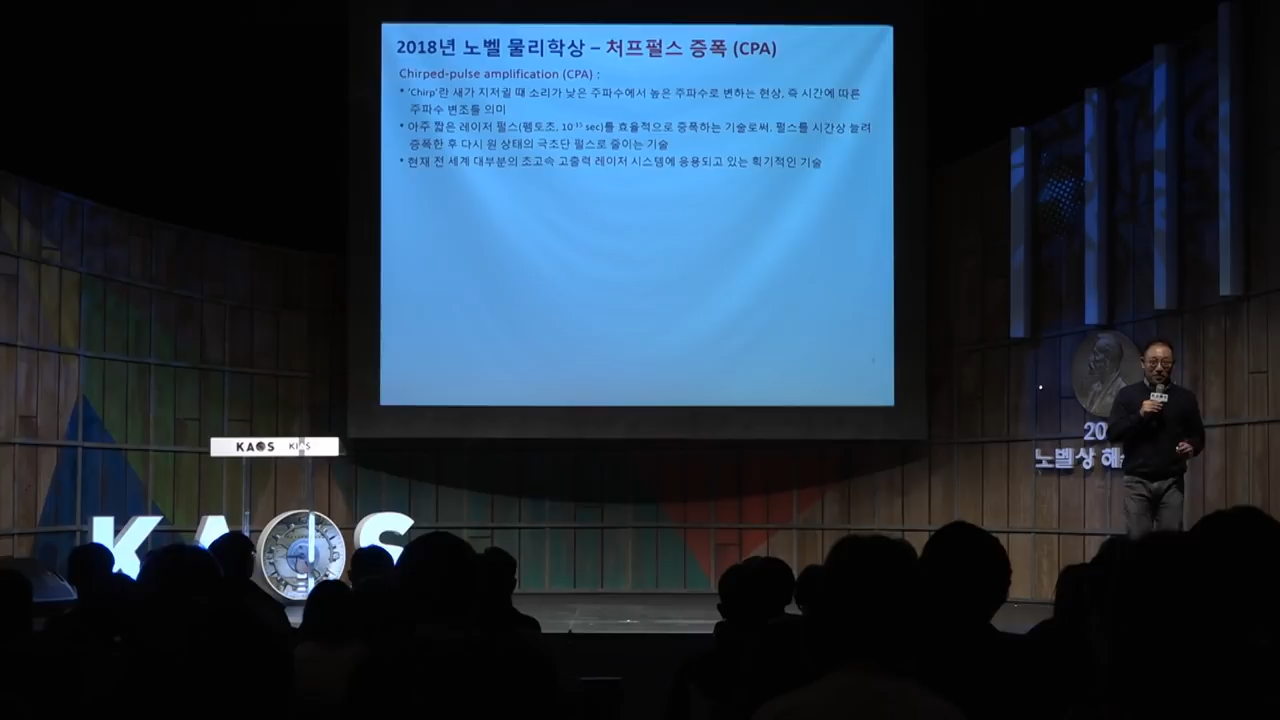 2018년 노벨 물리학상 – 처프펄스 증폭 (CPA)
Chirped-pulse amplification (CPA) :
* 'Chirp'란 새가 지저귈 때 소리가 낮은 주파수에서 높은 주파수로 변하는 현상, 즉 시간에 따른
주파수 변조를 의미
* 아주 짧은 레이저 펄스(펨토초, 10⁻¹⁵ sec)를 효율적으로 증폭하는 기술로써, 펄스를 시간상 늘려
증폭한 후 다시 원 상태의 극초단 펄스로 줄이는 기술
* 현재 전 세계 대부분의 초고속 고출력 레이저 시스템에 응용되고 있는 획기적인 기술
KAOS KIAS
KAOS
20
노벨상 해